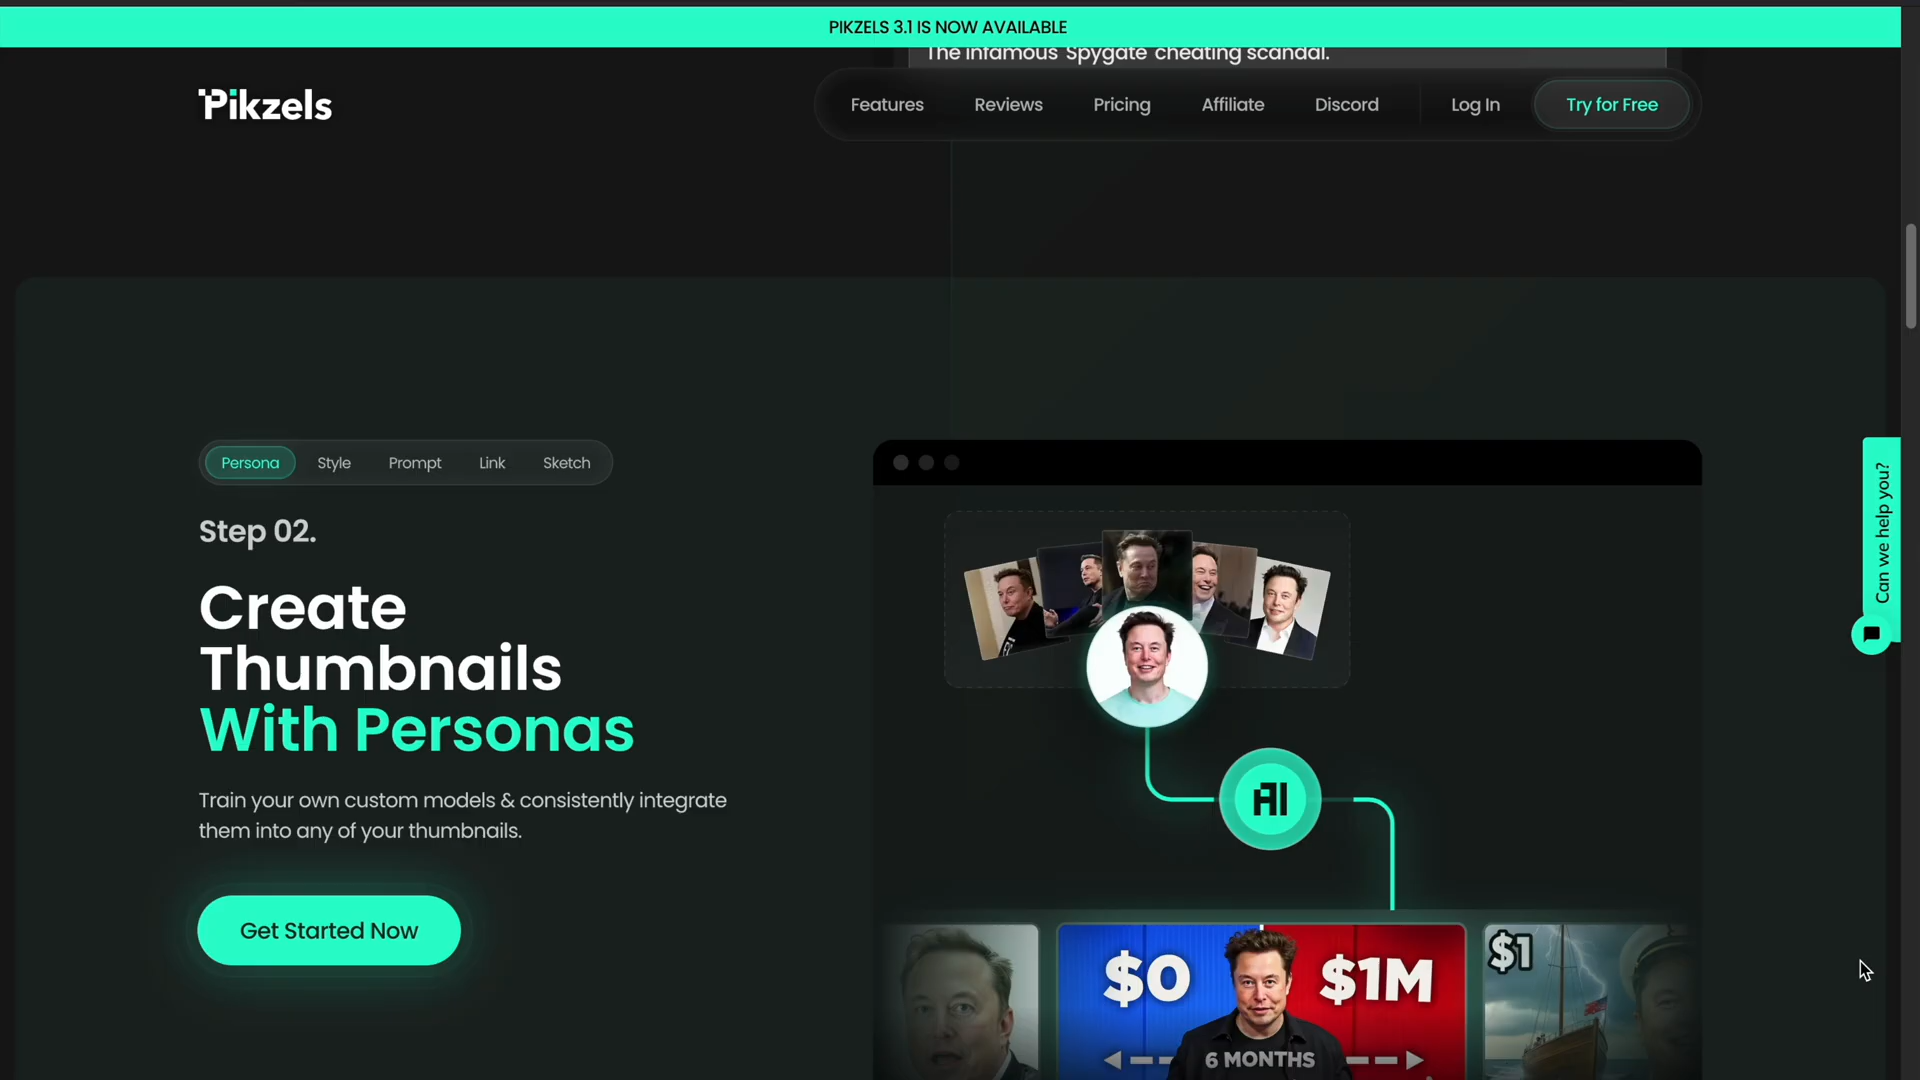 PIKZELS 3.1 IS NOW AVAILABLE
The infamous 'Spygate' cheating scandal.
Pikzels
Features
Reviews
Pricing
Affiliate
Discord
Log In
Try for Free
Persona
Style
Prompt
Link
Sketch
Step 02.
Create
Thumbnails
With Personas
Train your own custom models & consistently integrate
them into any of your thumbnails.
Get Started Now
AI
$0
$1M
6 MONTHS
$1
Can we help you?